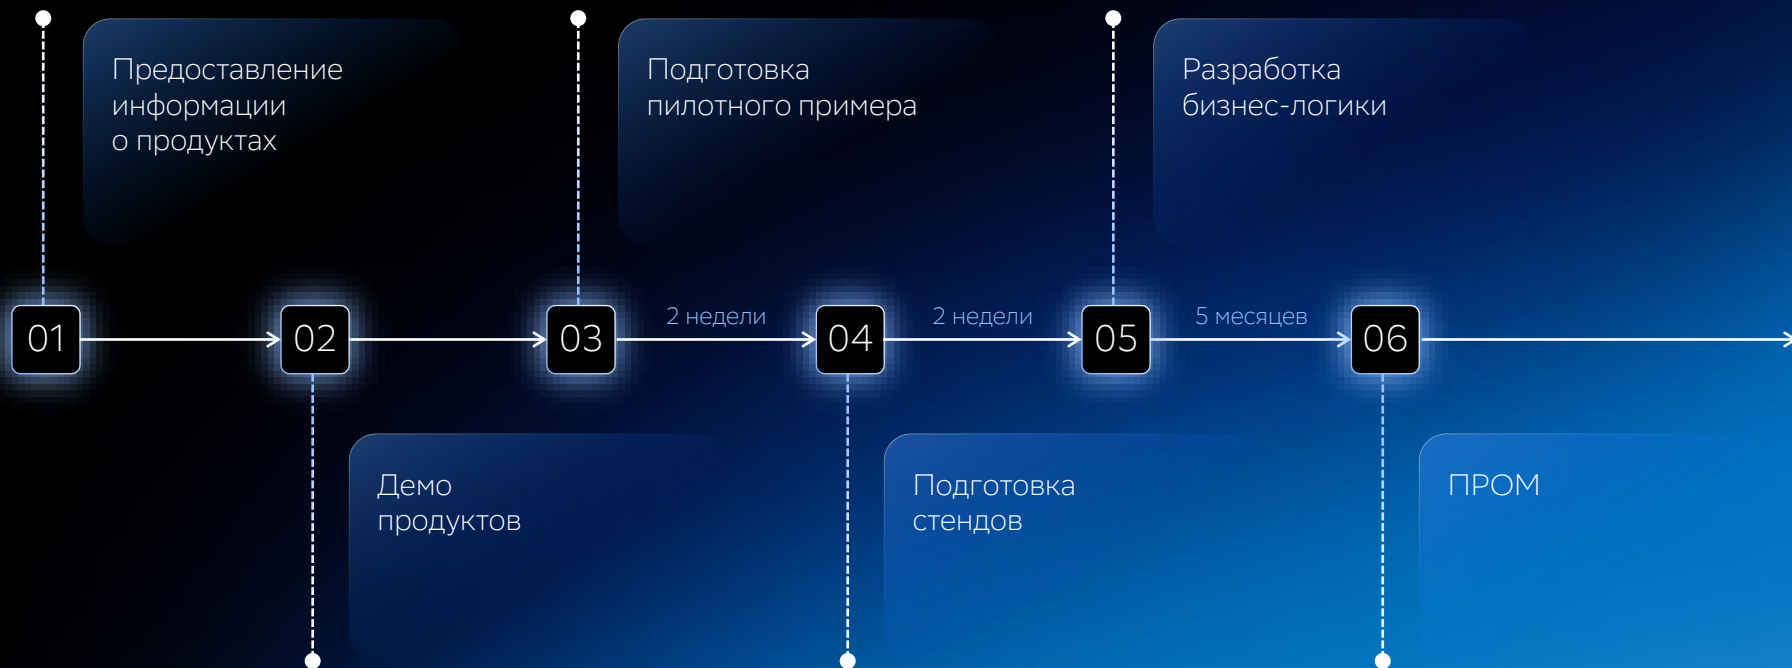 Предоставление
информации
о продуктах
Подготовка
пилотного примера
Разработка
бизнес-логики
01
02
03
2 недели
04
2 недели
05
5 месяцев
06
Демо
продуктов
Подготовка
стендов
ПРОМ